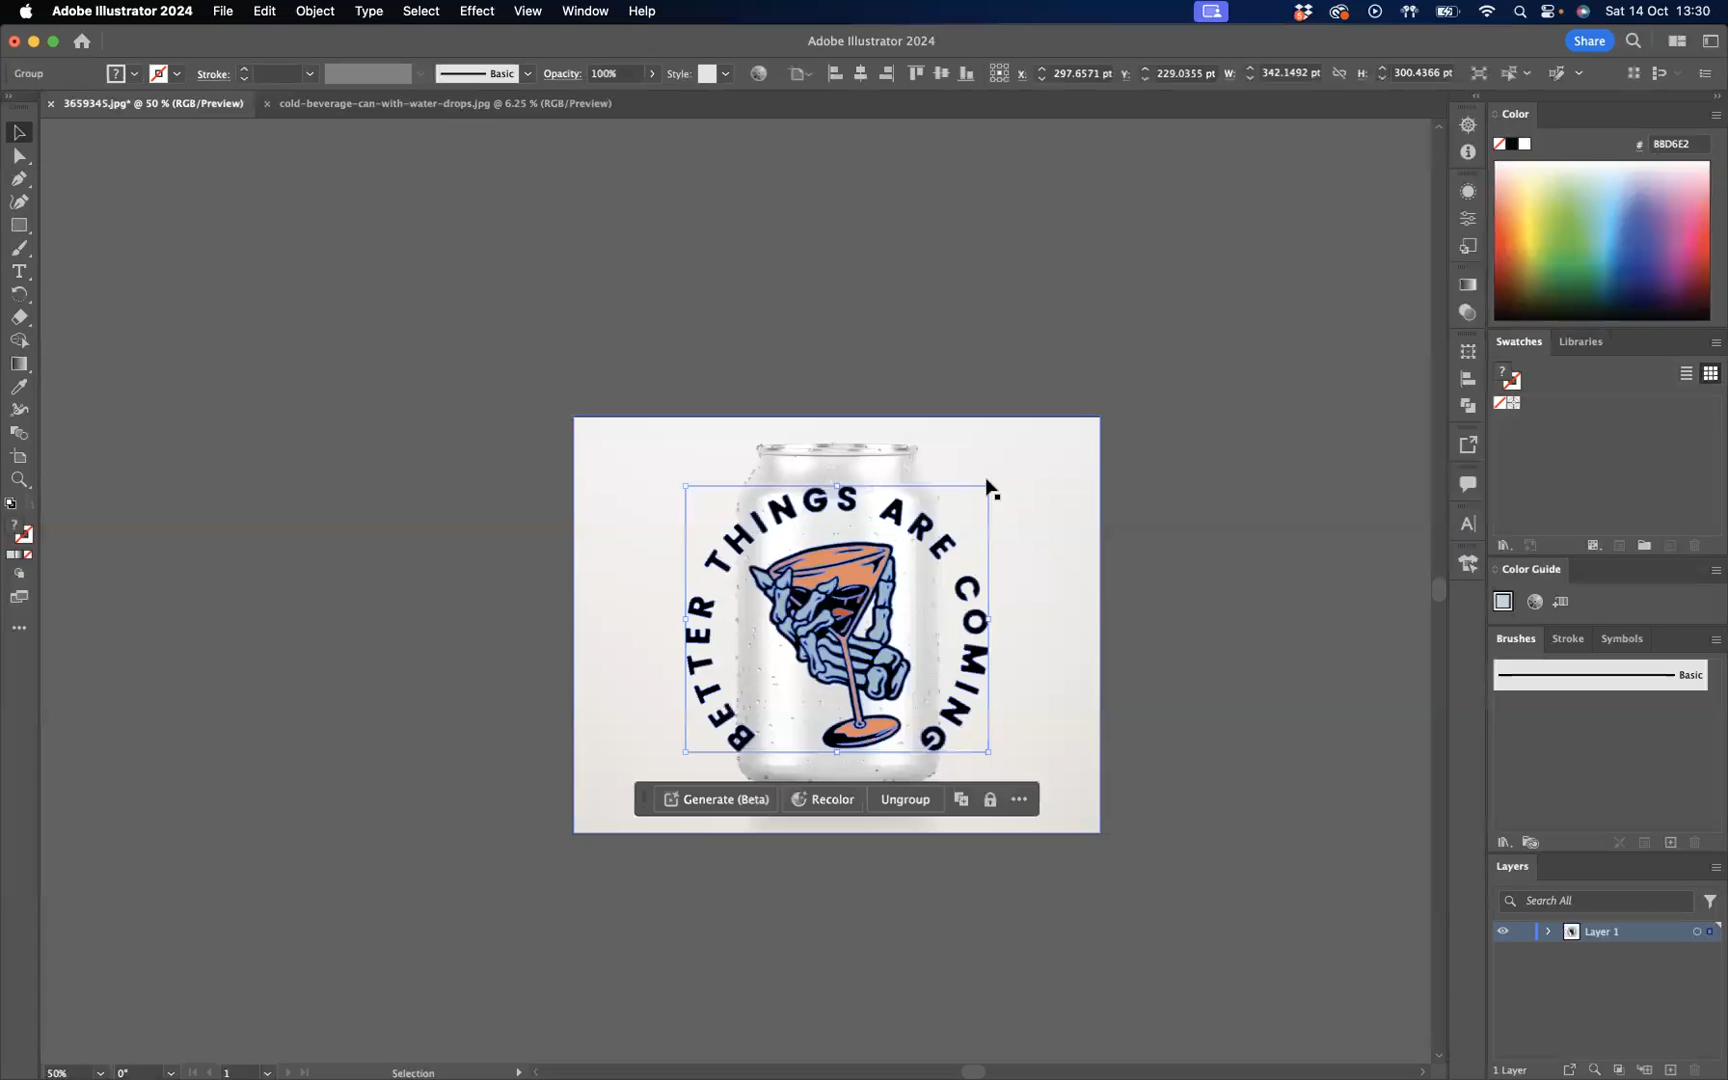 Adobe Illustrator 2024 File Edit Object Type Select Effect View Window Help Sat 14 Oct 13:30
Adobe Illustrator 2024 Share
Group Stroke: Basic Opacity: 100% Style: X: 297.6571 pt Y: 229.0355 pt W: 342.1492 pt H: 300.4366 pt
× 3659345.jpg* @ 50 % (RGB/Preview) × cold-beverage-can-with-water-drops.jpg @ 6.25 % (RGB/Preview)
Color
# B8D6E2
Swatches Libraries
BETTER THINGS ARE COMING
Color Guide
Brushes Stroke Symbols
Basic
Generate (Beta) Recolor Ungroup
Layers
Search All
Layer 1
50% 0° 1 Selection 1 Layer